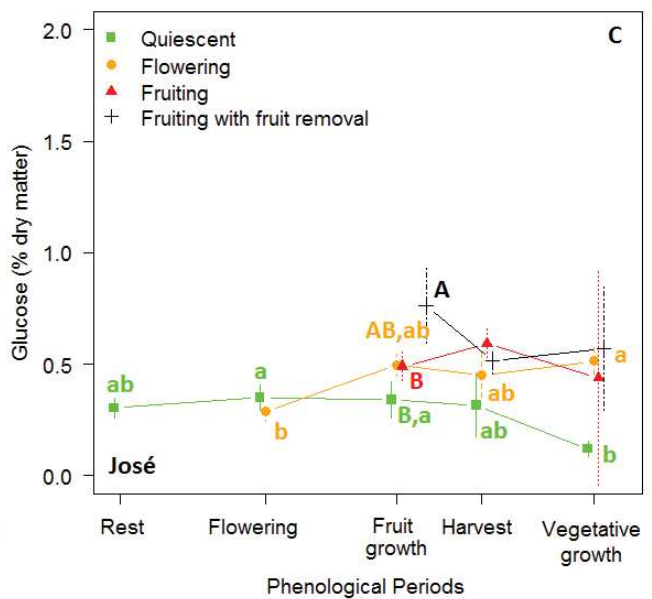 C
Quiescent
Flowering
Fruiting
Fruiting with fruit removal
2.0
1.5
1.0
0.5
0.0
Glucose (% dry matter)
A
AB,ab
B
a
ab
a
B,a
ab
ab
b
b
José
Rest
Flowering
Fruit growth
Harvest
Vegetative growth
Phenological Periods